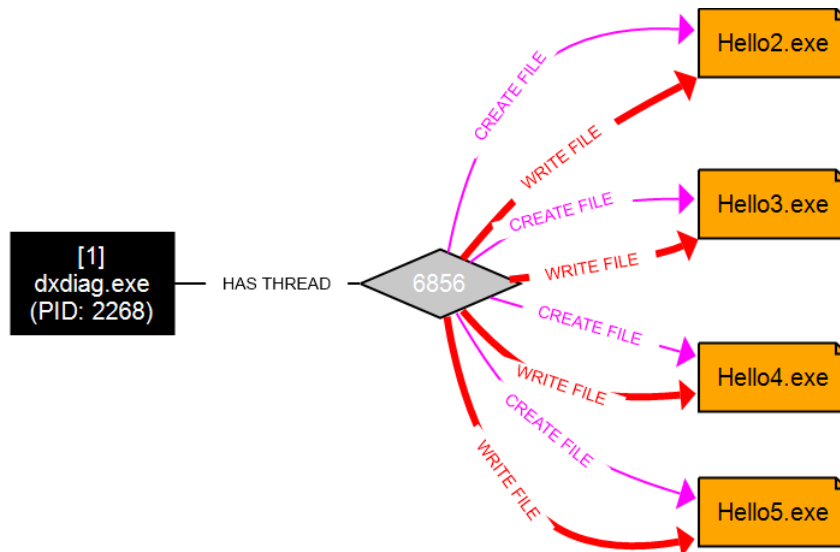 CREATE FILE
Hello2.exe
WRITE FILE
CREATE FILE
Hello3.exe
WRITE FILE
[1]
dxdiag.exe
(PID: 2268)
HAS THREAD
6856
CREATE FILE
Hello4.exe
WRITE FILE
CREATE FILE
WRITE FILE
Hello5.exe